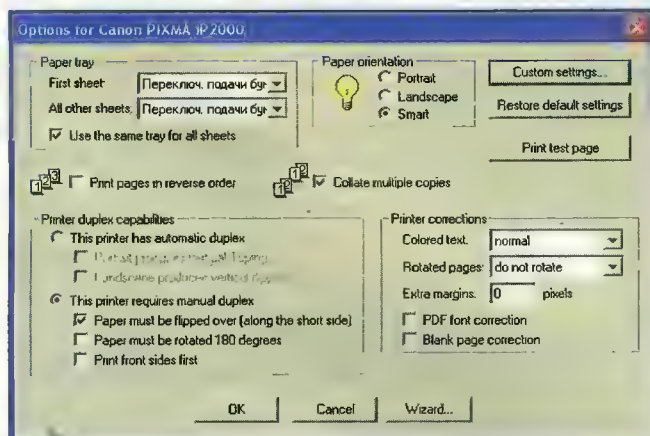 Options for Canon PIXMA iP2000
Paper tray
First sheet: Переключ. подачи бум
All other sheets: Переключ. подачи бум
Use the same tray for all sheets
Paper orientation
Portrait
Landscape
Smart
Custom settings...
Restore default settings
Print test page
Print pages in reverse order
Collate multiple copies
Printer duplex capabilities
This printer has automatic duplex
This printer requires manual duplex
Paper must be flipped over (along the short side)
Paper must be rotated 180 degrees
Print front sides first
Printer corrections
Colored text: normal
Rotated pages: do not rotate
Extra margins: 0 pixels
PDF font correction
Blank page correction
OK
Cancel
Wizard...